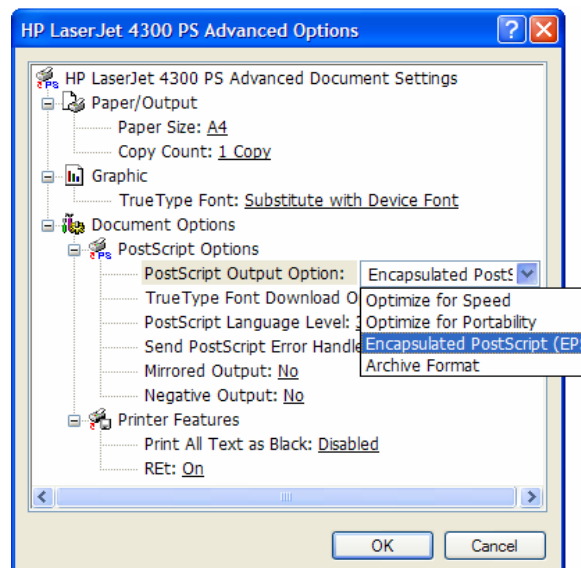 HP LaserJet 4300 PS Advanced Options
HP LaserJet 4300 PS Advanced Document Settings
Paper/Output
Paper Size: A4
Copy Count: 1 Copy
Graphic
TrueType Font: Substitute with Device Font
Document Options
PostScript Options
PostScript Output Option: Encapsulated
TrueType Font Download
Optimize for Speed
PostScript Language Level:
Optimize for Portability
Send PostScript Error
Encapsulated PostScript
Mirrored Output: No
Archive Format
Negative Output: No
Printer Features
Print All Text as Black: Disabled
REt: On
OK Cancel